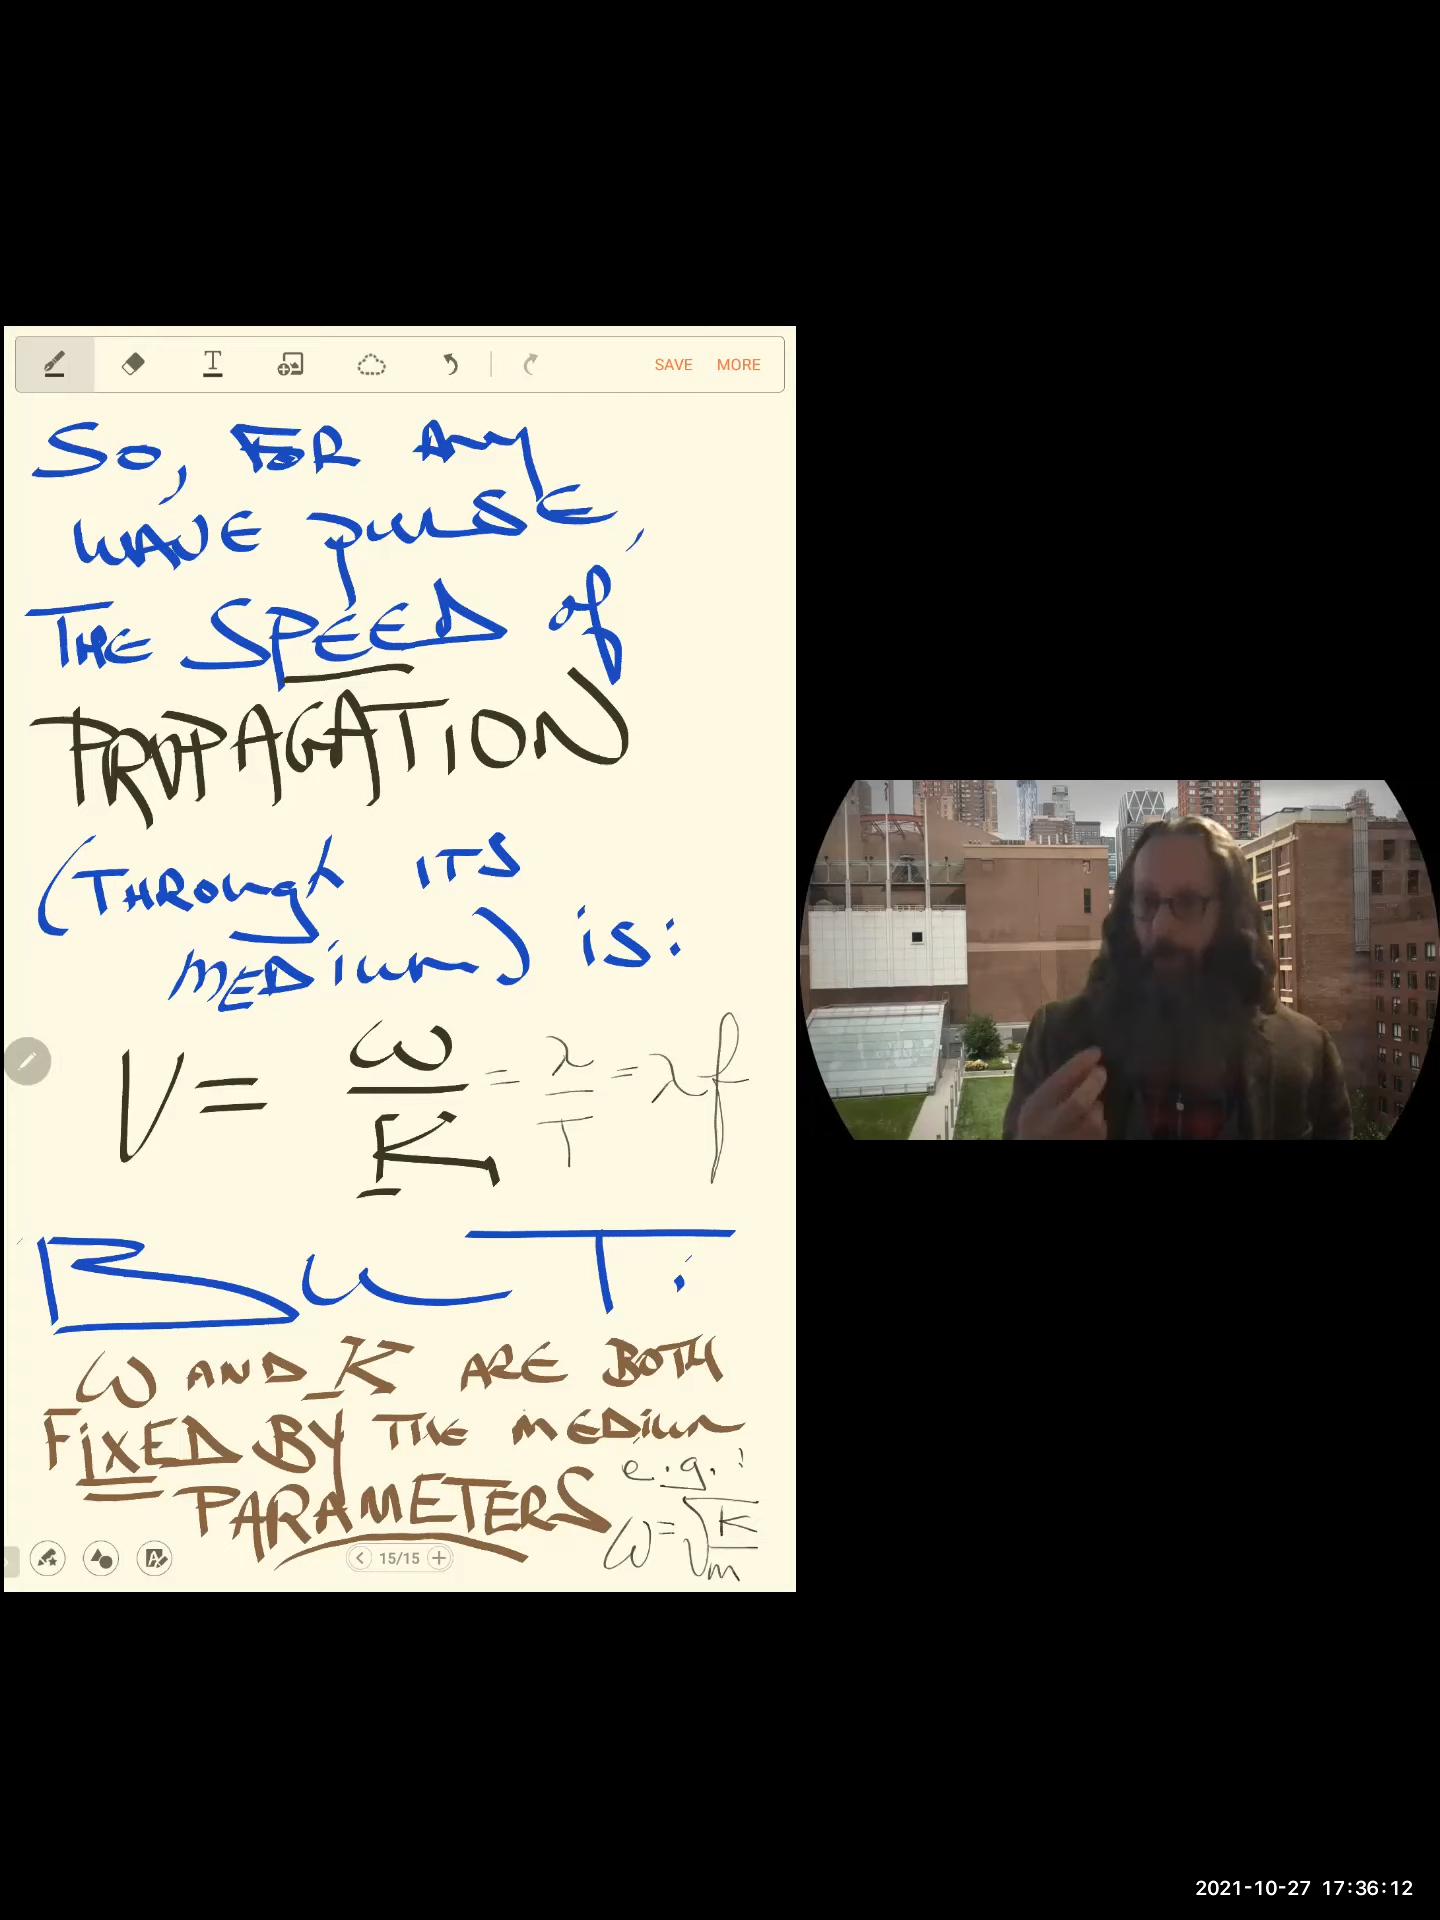 T
SAVE MORE
So, FOR Any
WAVE pulse,
THE SPEED of
PROPAGATION
(THROugh ITS
MEDium) is:
V = ω/K = λ/T = λf
BuT:
ω AND K ARE BOTH
FixED By THE MEDium
PARAMETERS
e.g.:
ω = √K/m
15/15
2021-10-27 17:36:12